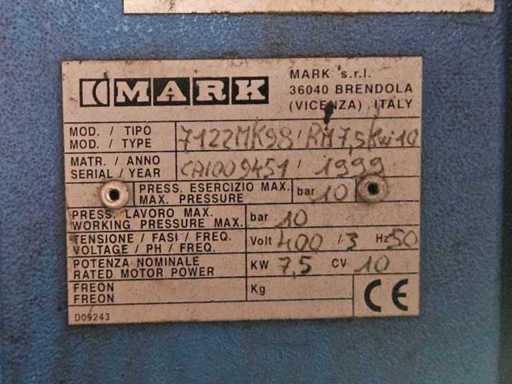 MARK
MARK s.r.l.
36040 BRENDOLA
(VICENZA) ITALY
MOD. / TIPO
MOD. / TYPE
7122MK98/RM7,5Kw10
MATR. / ANNO
SERIAL / YEAR
CAI009451 / 1999
PRESS. ESERCIZIO MAX.
MAX. PRESSURE
bar 10
PRESS. LAVORO MAX.
WORKING PRESSURE MAX.
bar 10
TENSIONE / FASI / FREQ.
VOLTAGE / PH / FREQ.
Volt 400 / 3 Hz 50
POTENZA NOMINALE
RATED MOTOR POWER
KW 7,5 CV 10
FREON
FREON
Kg
CE
D09243